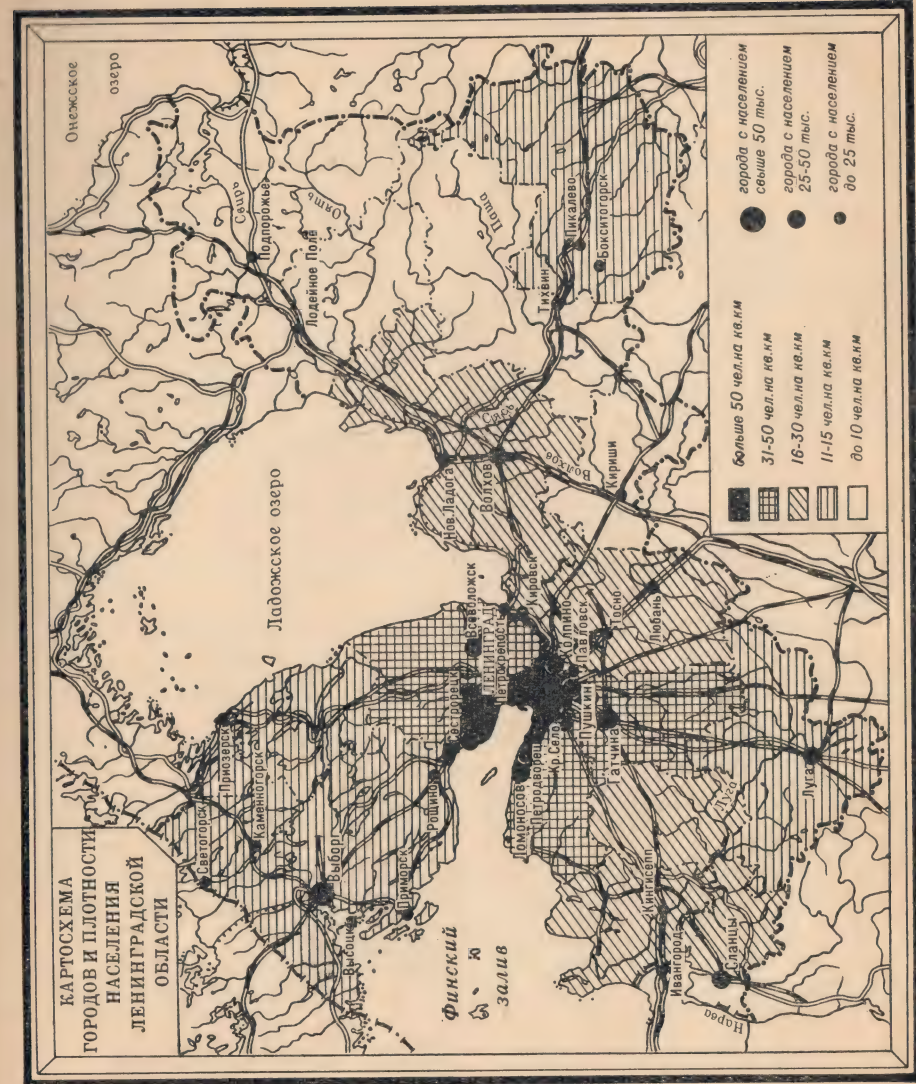 КАРТОСХЕМА
ГОРОДОВ И ПЛОТНОСТИ
НАСЕЛЕНИЯ
ЛЕНИНГРАДСКОЙ
ОБЛАСТИ
Онежское
озеро
Ладожское озеро
Финский
залив
Светогорск
Приозерск
Каменногорск
Выборг
Высоцк
Приморск
Рощино
Сестрорецк
Всеволожск
ЛЕНИНГРАД
Петрокрепость
Кировск
Ломоносов
Петродворец
Кр. Село
Пушкин
Колпино
Павловск
Гатчина
Тосно
Любань
Луга
Луга
Кингисепп
Ивангород
Сланцы
Нарва
Нов. Ладога
Волхов
Волхов
Сясь
Кириши
Тихвин
Пикалево
Бокситогорск
Паша
Оять
Свирь
Подпорожье
Лодейное Поле
больше 50 чел.на кв.км
31-50 чел.на кв.км
16-30 чел.на кв.км
11-15 чел.на кв.км
до 10 чел.на кв.км
города с населением
свыше 50 тыс.
города с населением
25-50 тыс.
города с населением
до 25 тыс.